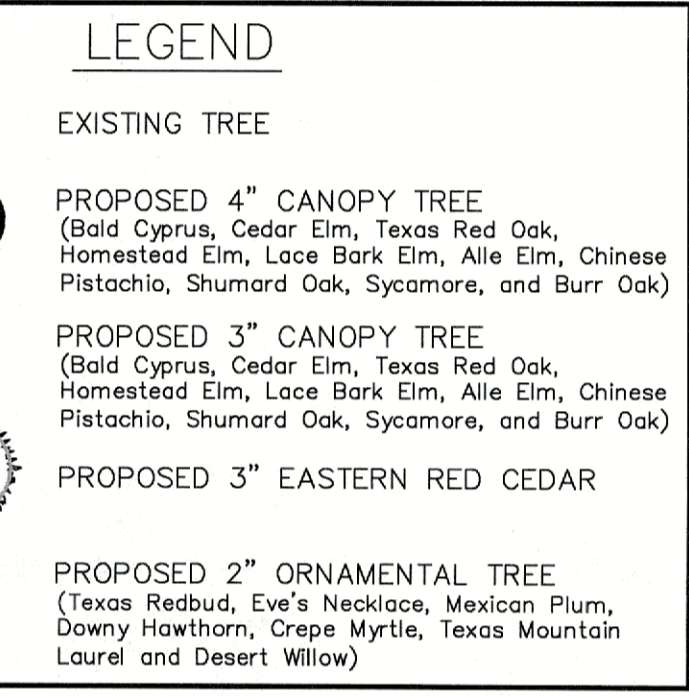 LEGEND
EXISTING TREE
PROPOSED 4" CANOPY TREE
(Bald Cyprus, Cedar Elm, Texas Red Oak,
Homestead Elm, Lace Bark Elm, Alle Elm, Chinese
Pistachio, Shumard Oak, Sycamore, and Burr Oak)
PROPOSED 3" CANOPY TREE
(Bald Cyprus, Cedar Elm, Texas Red Oak,
Homestead Elm, Lace Bark Elm, Alle Elm, Chinese
Pistachio, Shumard Oak, Sycamore, and Burr Oak)
PROPOSED 3" EASTERN RED CEDAR
PROPOSED 2" ORNAMENTAL TREE
(Texas Redbud, Eve's Necklace, Mexican Plum,
Downy Hawthorn, Crepe Myrtle, Texas Mountain
Laurel and Desert Willow)